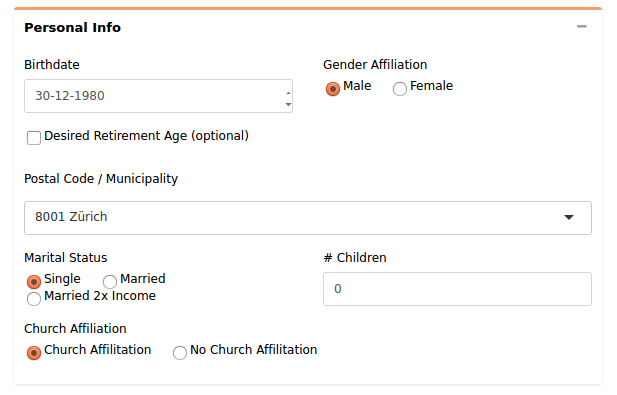 Personal Info
Birthdate
Gender Affiliation
30-12-1980
Male
Female
Desired Retirement Age (optional)
Postal Code / Municipality
8001 Zürich
Marital Status
# Children
Single
Married
Married 2x Income
0
Church Affiliation
Church Affilitation
No Church Affilitation